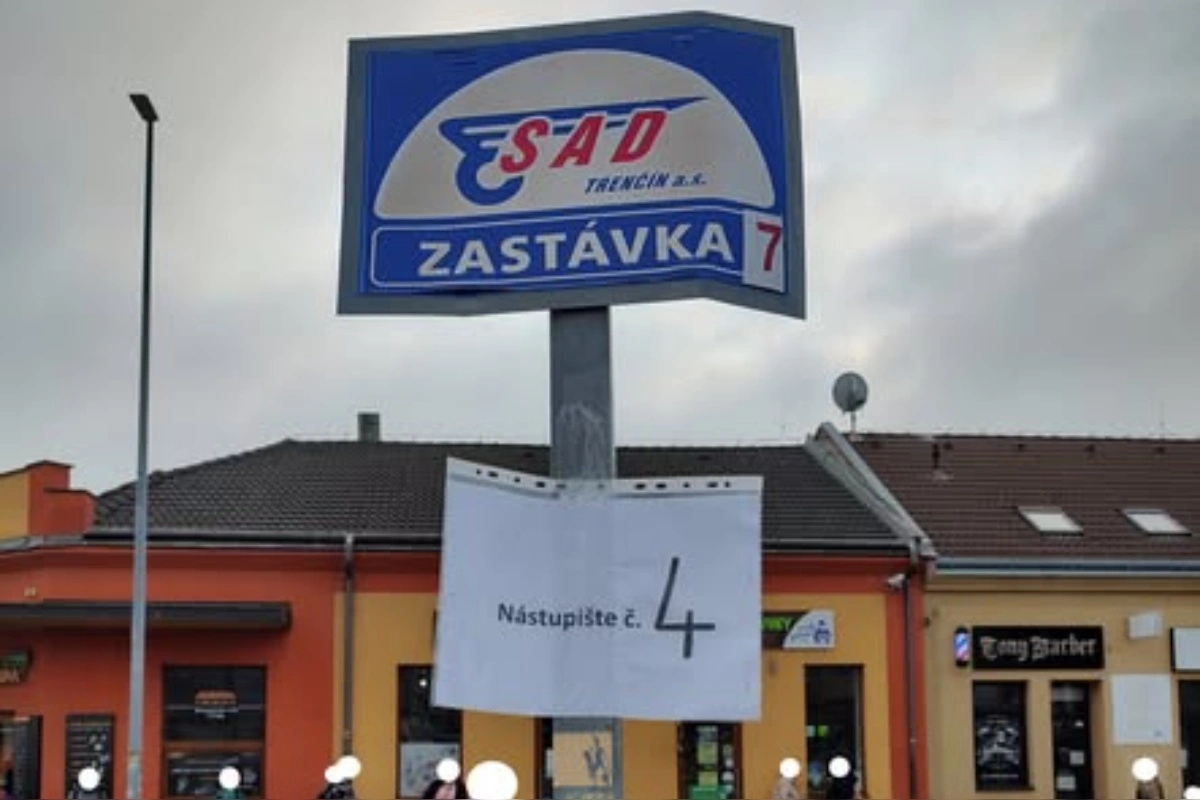 SAD
TRENČÍN a.s.
ZASTÁVKA 7
Nástupište č. 4
Tony Barber